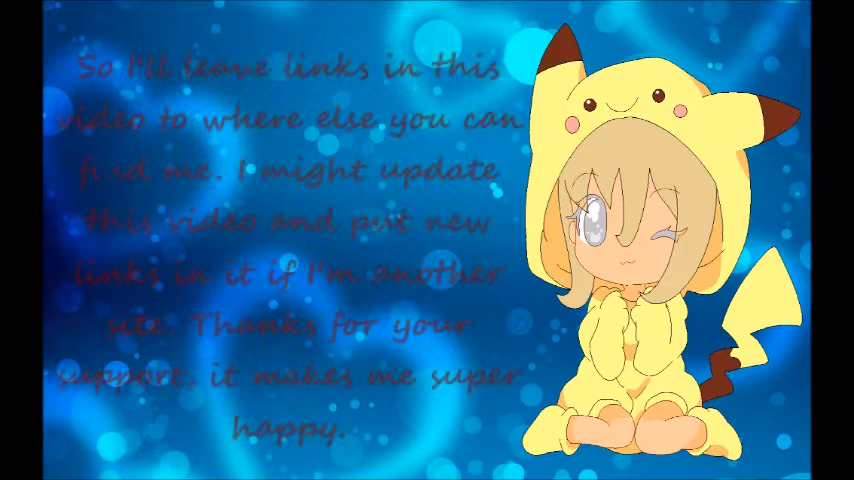 So I'll leave links in this
video to where else you can
find me. I might update
this video and put new
links in it if I'm another
site. Thanks for your
support. it makes me super
happy.